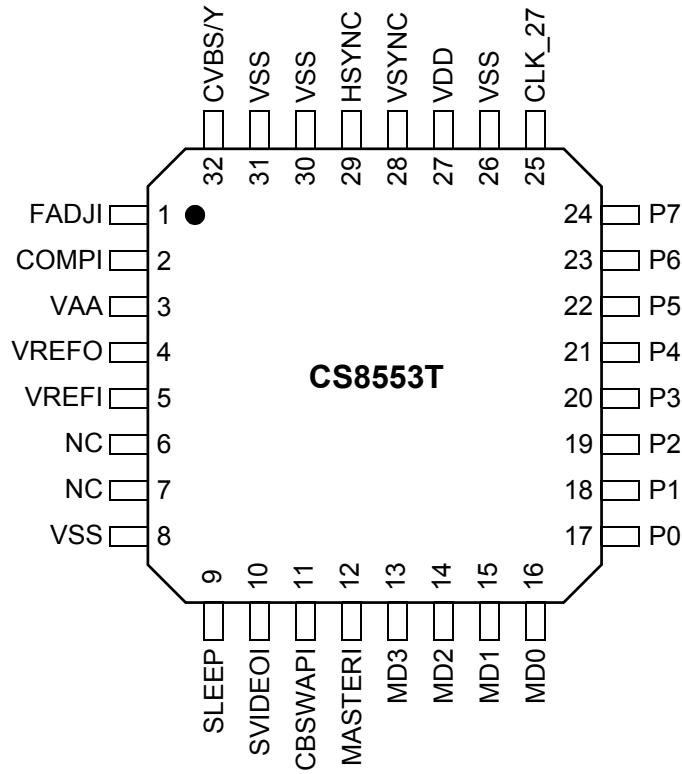 CVBS/Y
VSS
VSS
HSYNC
VSYNC
VDD
VSS
CLK_27
32
31
30
29
28
27
26
25
FADJI 1
24 P7
COMPI 2
23 P6
VAA 3
22 P5
VREFO 4
21 P4
CS8553T
VREFI 5
20 P3
NC 6
19 P2
NC 7
18 P1
VSS 8
17 P0
9
10
11
12
13
14
15
16
SLEEP
SVIDEOI
CBSWAPI
MASTERI
MD3
MD2
MD1
MD0